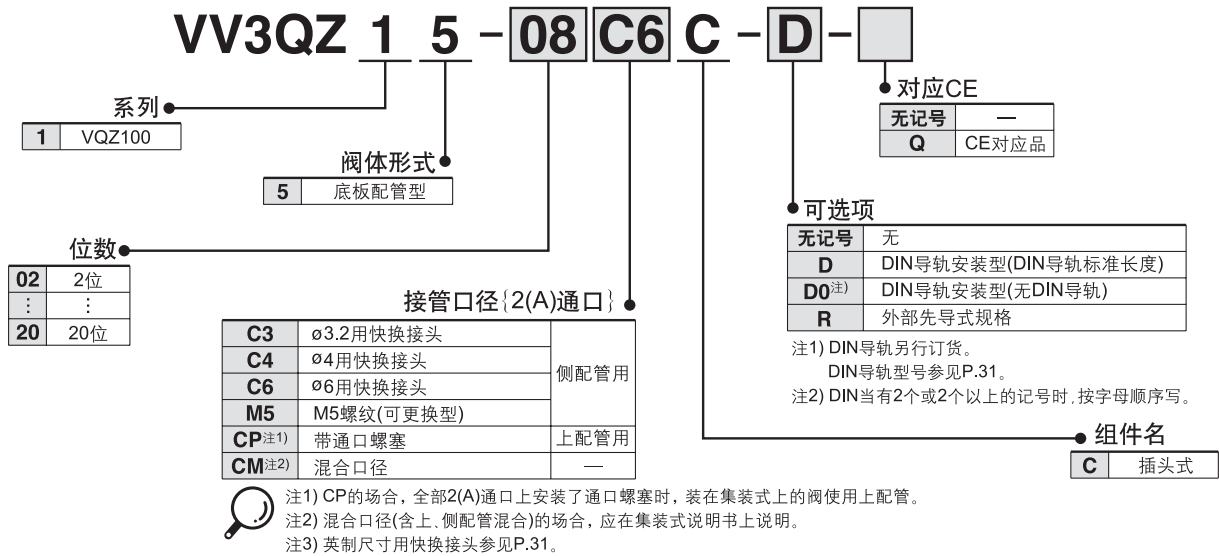 VV3QZ 1 5 - 08 C6 C - D -
系列
1 VQZ100
阀体形式
5 底板配管型
位数
02 2位
⋮ ⋮
20 20位
接管口径{2(A)通口}
C3 ø3.2用快换接头
C4 ø4用快换接头
C6 ø6用快换接头
M5 M5螺纹(可更换型)
侧配管用
CP注1) 带通口螺塞 上配管用
CM注2) 混合口径 —
注1) CP的场合，全部2(A)通口上安装了通口螺塞时，装在集装式上的阀使用上配管。
注2) 混合口径(含上、侧配管混合)的场合，应在集装式说明书上说明。
注3) 英制尺寸用快换接头参见P.31。
对应CE
无记号 —
Q CE对应品
可选项
无记号 无
D DIN导轨安装型(DIN导轨标准长度)
D0注) DIN导轨安装型(无DIN导轨)
R 外部先导式规格
注1) DIN导轨另行订货。
DIN导轨型号参见P.31。
注2) DIN当有2个或2个以上的记号时，按字母顺序写。
组件名
C 插头式